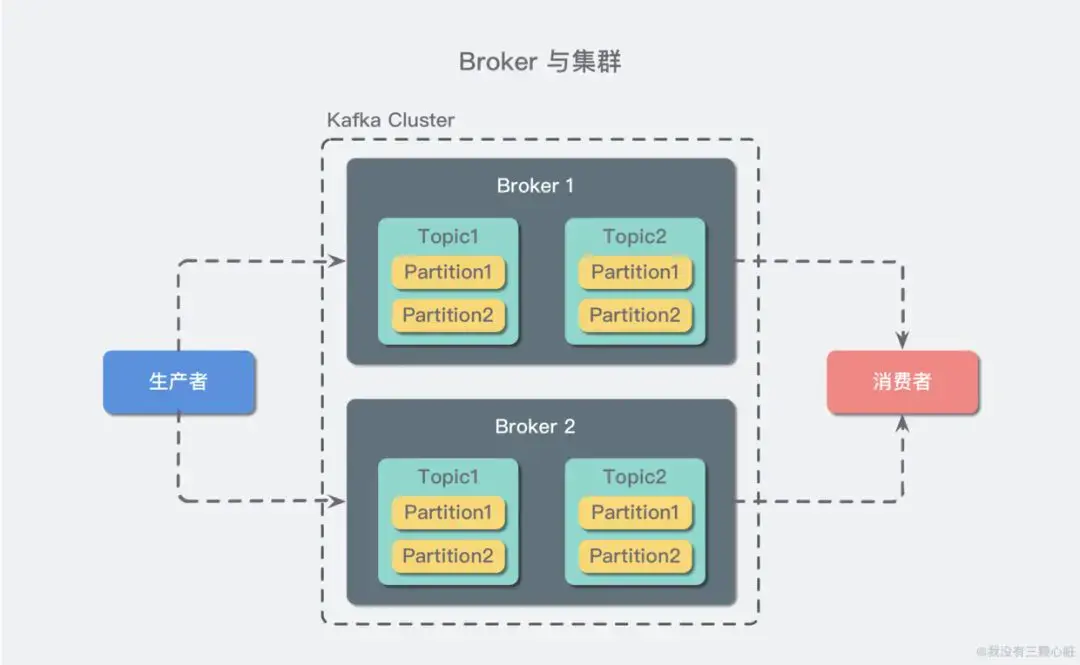 Broker 与集群
Kafka Cluster
Broker 1
Topic1
Partition1
Partition2
Topic2
Partition1
Partition2
生产者
消费者
Broker 2
Topic1
Partition1
Partition2
Topic2
Partition1
Partition2
@我没有三颗心脏